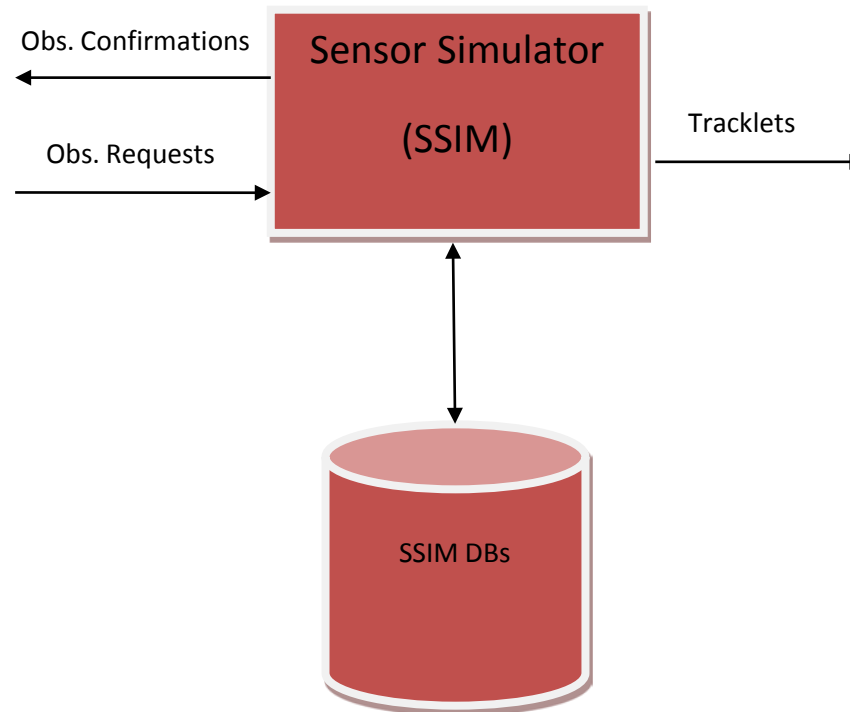 Obs. Confirmations
Obs. Requests
Sensor Simulator
(SSIM)
Tracklets
SSIM DBs